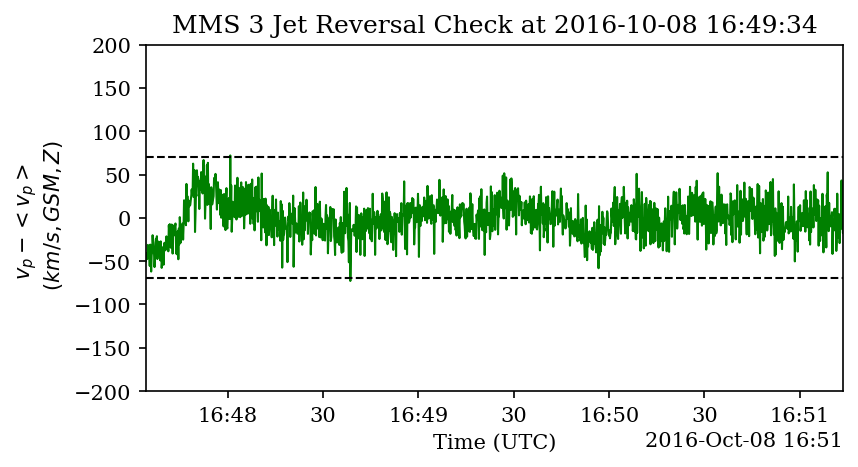 MMS 3 Jet Reversal Check at 2016-10-08 16:49:34
200
150
100
50
0
−50
−100
−150
−200
v_p − < v_p >
(km/s, GSM, Z)
16:48 30 16:49 30 16:50 30 16:51
Time (UTC) 2016-Oct-08 16:51